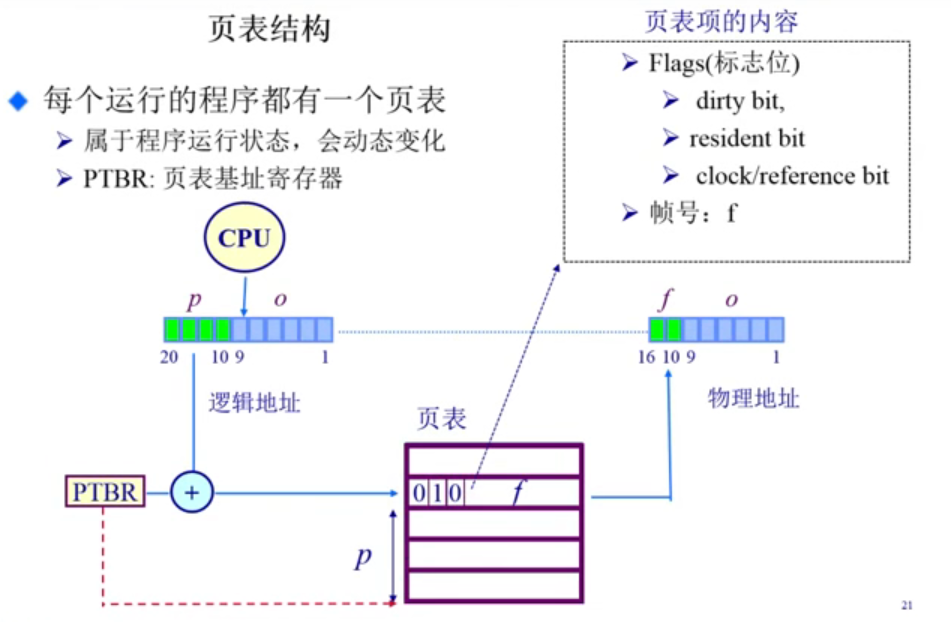 页表结构
每个运行的程序都有一个页表
属于程序运行状态，会动态变化
PTBR: 页表基址寄存器
页表项的内容
Flags(标志位)
dirty bit,
resident bit
clock/reference bit
帧号：f
CPU
p o
20 10 9 1
逻辑地址
f o
16 10 9 1
物理地址
页表
PTBR
+
0 1 0 f
p
21